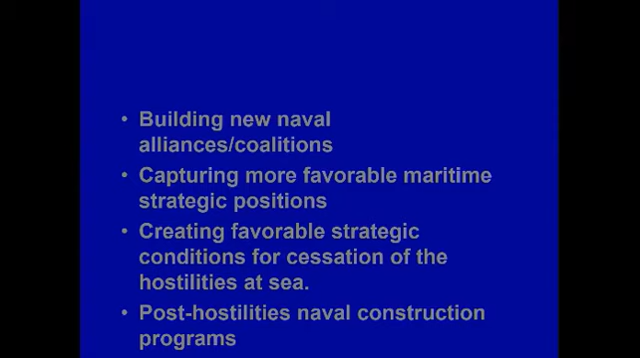 • Building new naval
alliances/coalitions
• Capturing more favorable maritime
strategic positions
• Creating favorable strategic
conditions for cessation of the
hostilities at sea.
• Post-hostilities naval construction
programs